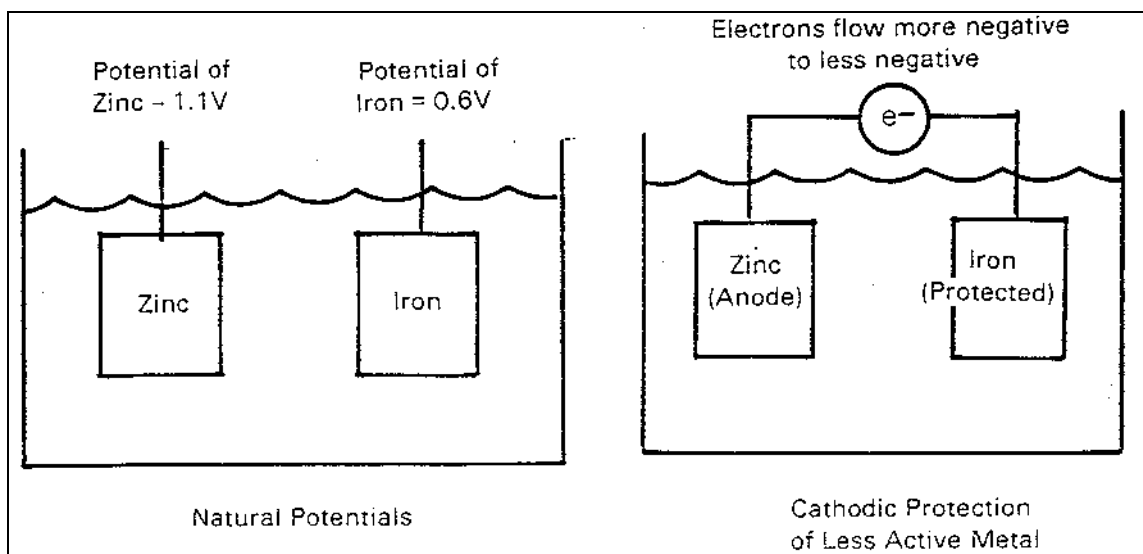 Potential of
Zinc - 1.1V
Potential of
Iron = 0.6V
Zinc
Iron
Natural Potentials
Electrons flow more negative
to less negative
e-
Zinc
(Anode)
Iron
(Protected)
Cathodic Protection
of Less Active Metal